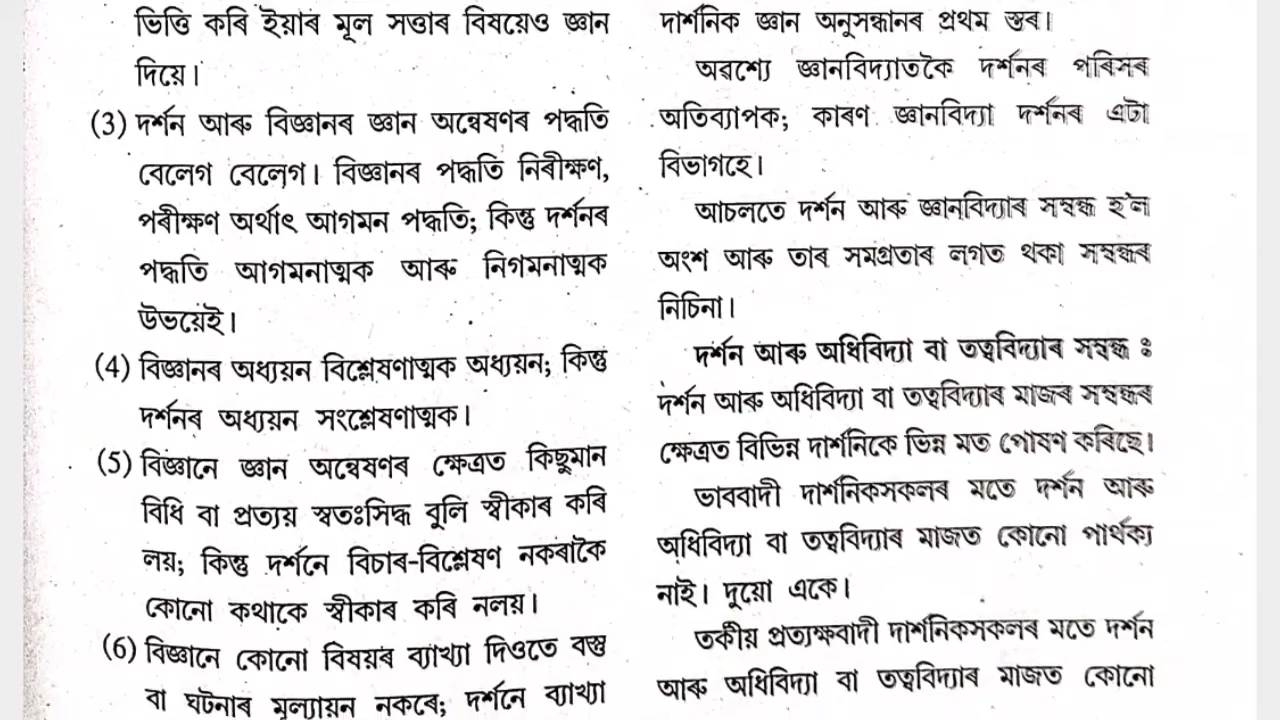 ভিত্তি কৰি ইয়াৰ মূল সত্তাৰ বিষয়েও জ্ঞান
দিয়ে।
(3) দৰ্শন আৰু বিজ্ঞানৰ জ্ঞান অন্বেষণৰ পদ্ধতি
বেলেগ বেলেগ। বিজ্ঞানৰ পদ্ধতি নিৰীক্ষণ,
পৰীক্ষণ অৰ্থাৎ আগমন পদ্ধতি; কিন্তু দৰ্শনৰ
পদ্ধতি আগমনাত্মক আৰু নিগমনাত্মক
উভয়েই।
(4) বিজ্ঞানৰ অধ্যয়ন বিশ্লেষণাত্মক অধ্যয়ন; কিন্তু
দৰ্শনৰ অধ্যয়ন সংশ্লেষণাত্মক।
(5) বিজ্ঞানে জ্ঞান অন্বেষণৰ ক্ষেত্ৰত কিছুমান
বিধি বা প্ৰত্যয় স্বতঃসিদ্ধ বুলি স্বীকাৰ কৰি
লয়; কিন্তু দৰ্শনে বিচাৰ-বিশ্লেষণ নকৰাকৈ
কোনো কথাকে স্বীকাৰ কৰি নলয়।
(6) বিজ্ঞানে কোনো বিষয়ৰ ব্যাখ্যা দিওতে বস্তু
বা ঘটনাৰ মূল্যায়ন নকৰে; দৰ্শনে ব্যাখ্যা
দাৰ্শনিক জ্ঞান অনুসন্ধানৰ প্ৰথম স্তৰ।
অৱশ্যে জ্ঞানবিদ্যাতকৈ দৰ্শনৰ পৰিসৰ
অতিব্যাপক; কাৰণ জ্ঞানবিদ্যা দৰ্শনৰ এটা
বিভাগহে।
আচলতে দৰ্শন আৰু জ্ঞানবিদ্যাৰ সম্বন্ধ হ'ল
অংশ আৰু তাৰ সমগ্ৰতাৰ লগত থকা সম্বন্ধৰ
নিচিনা।
দৰ্শন আৰু অধিবিদ্যা বা তত্ববিদ্যাৰ সম্বন্ধ ঃ
দৰ্শন আৰু অধিবিদ্যা বা তত্ববিদ্যাৰ মাজৰ সম্বন্ধৰ
ক্ষেত্ৰত বিভিন্ন দাৰ্শনিকে ভিন্ন মত পোষণ কৰিছে।
ভাববাদী দাৰ্শনিকসকলৰ মতে দৰ্শন আৰু
অধিবিদ্যা বা তত্ববিদ্যাৰ মাজত কোনো পাৰ্থক্য
নাই। দুয়ো একে।
তৰ্কীয় প্ৰত্যক্ষবাদী দাৰ্শনিকসকলৰ মতে দৰ্শন
আৰু অধিবিদ্যা বা তত্ববিদ্যাৰ মাজত কোনো